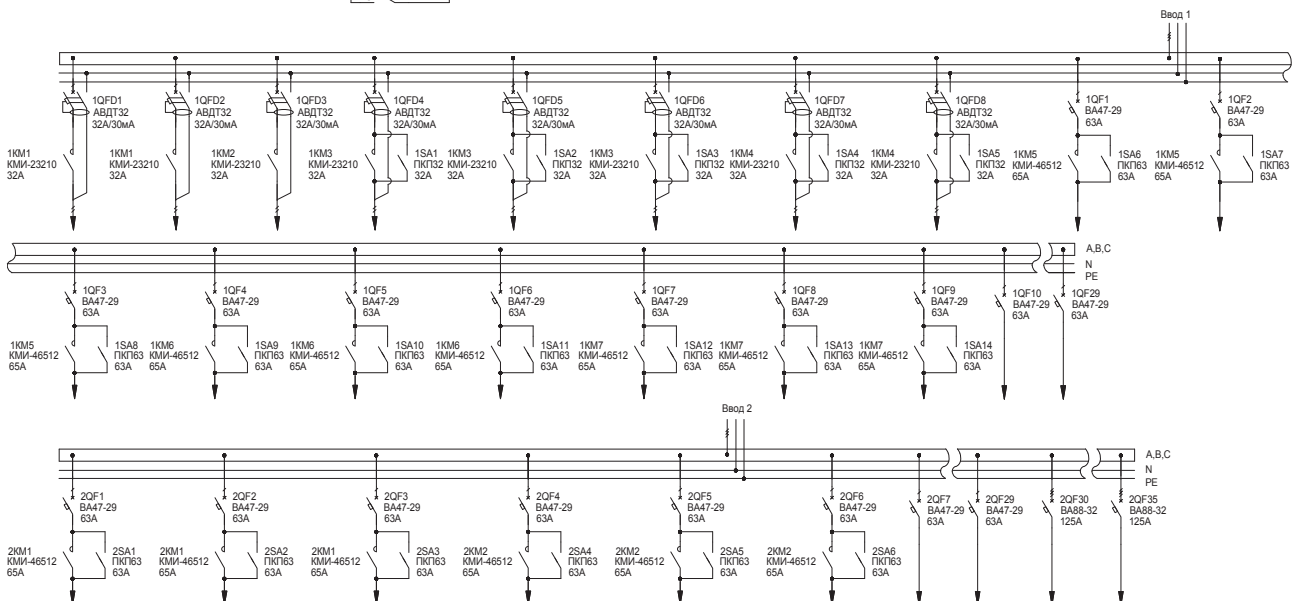 Ввод 1
1QFD1
АВДТ32
32А/30мА
1QFD2
АВДТ32
32А/30мА
1QFD3
АВДТ32
32А/30мА
1QFD4
АВДТ32
32А/30мА
1QFD5
АВДТ32
32А/30мА
1QFD6
АВДТ32
32А/30мА
1QFD7
АВДТ32
32А/30мА
1QFD8
АВДТ32
32А/30мА
1QF1
ВА47-29
63А
1QF2
ВА47-29
63А
1КМ1
КМИ-23210
32А
1КМ1
КМИ-23210
32А
1КМ2
КМИ-23210
32А
1КМ3
КМИ-23210
32А
1SA1
ПКП32
32А
1КМ3
КМИ-23210
32А
1SA2
ПКП32
32А
1КМ3
КМИ-23210
32А
1SA3
ПКП32
32А
1КМ4
КМИ-23210
32А
1SA4
ПКП32
32А
1КМ4
КМИ-23210
32А
1SA5
ПКП32
32А
1КМ5
КМИ-46512
65А
1SA6
ПКП63
63А
1КМ5
КМИ-46512
65А
1SA7
ПКП63
63А
A,B,C
N
PE
1QF3
ВА47-29
63А
1QF4
ВА47-29
63А
1QF5
ВА47-29
63А
1QF6
ВА47-29
63А
1QF7
ВА47-29
63А
1QF8
ВА47-29
63А
1QF9
ВА47-29
63А
1QF10
ВА47-29
63А
1QF29
ВА47-29
63А
1КМ5
КМИ-46512
65А
1SA8
ПКП63
63А
1КМ6
КМИ-46512
65А
1SA9
ПКП63
63А
1КМ6
КМИ-46512
65А
1SA10
ПКП63
63А
1КМ6
КМИ-46512
65А
1SA11
ПКП63
63А
1КМ7
КМИ-46512
65А
1SA12
ПКП63
63А
1КМ7
КМИ-46512
65А
1SA13
ПКП63
63А
1КМ7
КМИ-46512
65А
1SA14
ПКП63
63А
Ввод 2
A,B,C
N
PE
2QF1
ВА47-29
63А
2QF2
ВА47-29
63А
2QF3
ВА47-29
63А
2QF4
ВА47-29
63А
2QF5
ВА47-29
63А
2QF6
ВА47-29
63А
2QF7
ВА47-29
63А
2QF29
ВА47-29
63А
2QF30
ВА88-32
125А
2QF35
ВА88-32
125А
2КМ1
КМИ-46512
65А
2SA1
ПКП63
63А
2КМ1
КМИ-46512
65А
2SA2
ПКП63
63А
2КМ1
КМИ-46512
65А
2SA3
ПКП63
63А
2КМ2
КМИ-46512
65А
2SA4
ПКП63
63А
2КМ2
КМИ-46512
65А
2SA5
ПКП63
63А
2КМ2
КМИ-46512
65А
2SA6
ПКП63
63А